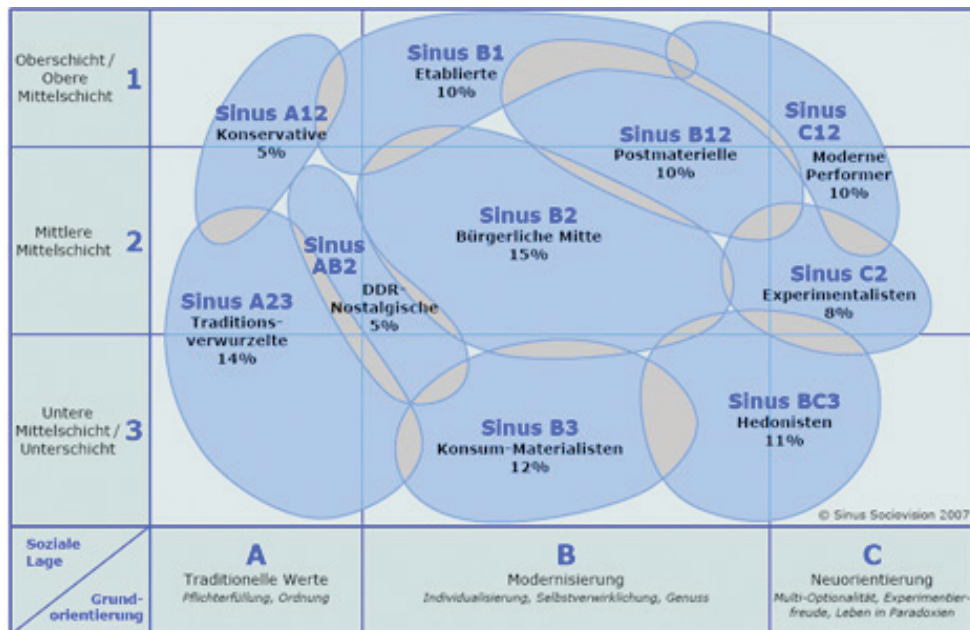 Oberschicht /
Obere
Mittelschicht
1
Sinus B1
Etablierte
10%
Sinus A12
Konservative
5%
Sinus B12
Postmaterielle
10%
Sinus
C12
Moderne
Performer
10%
Mittlere
Mittelschicht
2
Sinus B2
Bürgerliche Mitte
15%
Sinus
AB2
DDR-
Nostalgische
5%
Sinus A23
Traditions-
verwurzelte
14%
Sinus C2
Experimentalisten
8%
Untere
Mittelschicht /
Unterschicht
3
Sinus B3
Konsum-Materialisten
12%
Sinus BC3
Hedonisten
11%
© Sinus Sociovision 2007
Soziale
Lage
Grund-
orientierung
A
Traditionelle Werte
Pflichterfüllung, Ordnung
B
Modernisierung
Individualisierung, Selbstverwirklichung, Genuss
C
Neuorientierung
Multi-Optionalität, Experimentier-
freude, Leben in Paradoxien